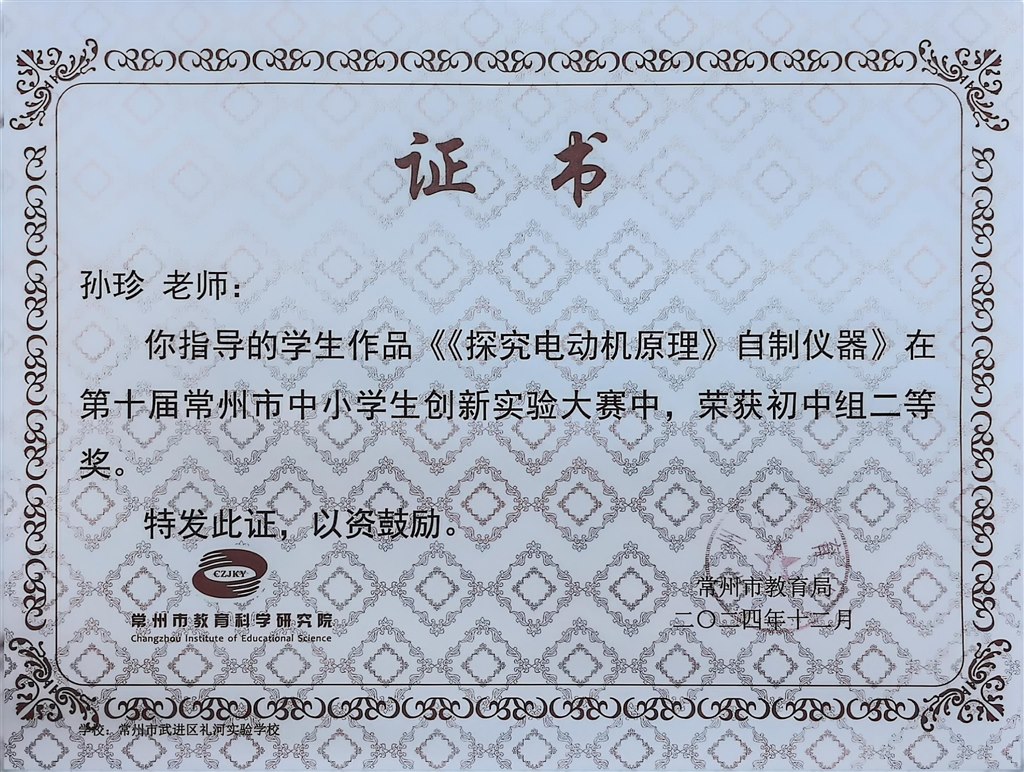 证 书
孙珍 老师：
你指导的学生作品《《探究电动机原理》自制仪器》在
第十届常州市中小学生创新实验大赛中，荣获初中组二等
奖。
特发此证，以资鼓励。
CZJKY
常州市教育科学研究院
Changzhou Institute of Educational Science
常州市教育局
二〇二四年十二月
学校：常州市武进区礼河实验学校